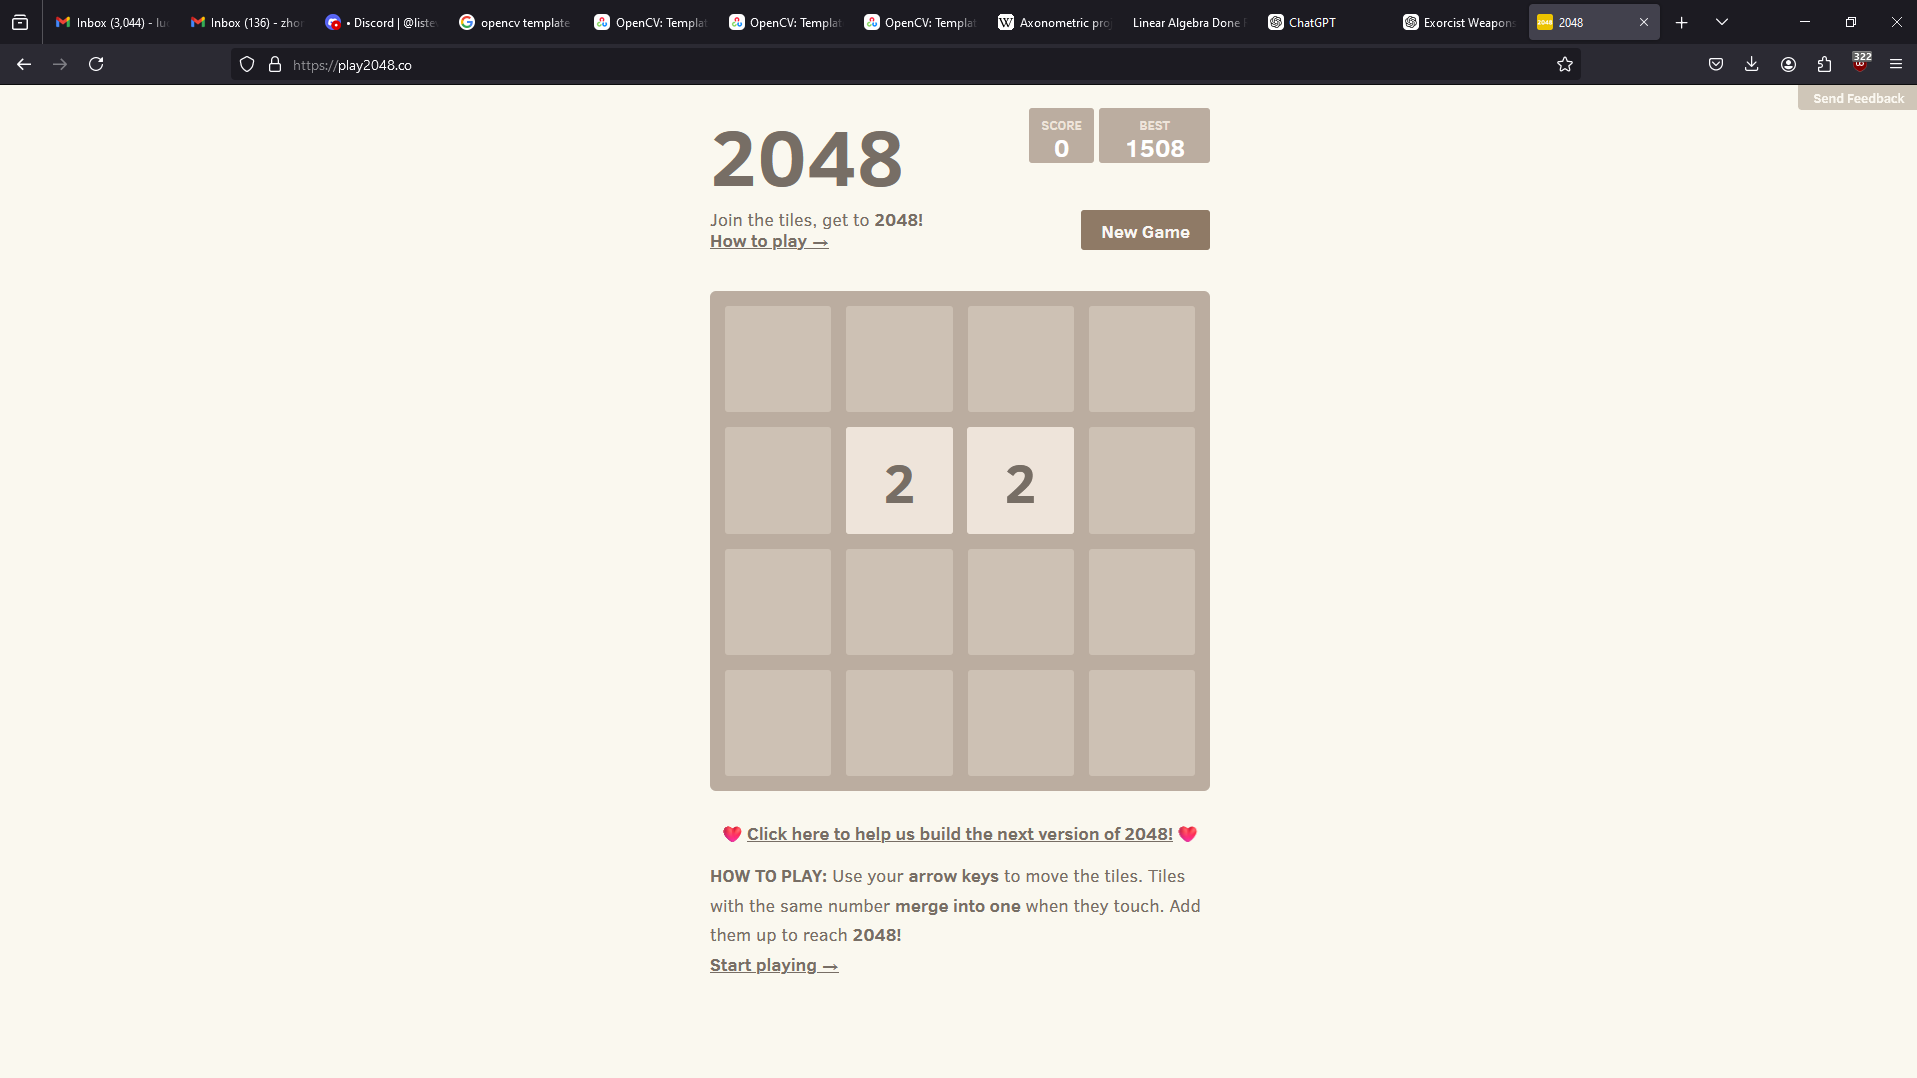 Inbox (3,044) - lu
Inbox (136) - zho
• Discord | @liste
opencv template
OpenCV: Templat
OpenCV: Templat
OpenCV: Templat
Axonometric pro
Linear Algebra Done
ChatGPT
Exorcist Weapons
2048
https://play2048.co
322
Send Feedback
2048
SCORE
0
BEST
1508
Join the tiles, get to 2048!
How to play →
New Game
2 2
Click here to help us build the next version of 2048!
HOW TO PLAY: Use your arrow keys to move the tiles. Tiles
with the same number merge into one when they touch. Add
them up to reach 2048!
Start playing →